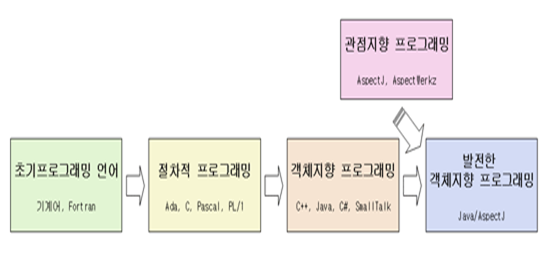 관점지향 프로그래밍
AspectJ, AspectWerkz
초기프로그래밍 언어
기계어, Fortran
절차적 프로그래밍
Ada, C, Pascal, PL/1
객체지향 프로그래밍
C++, Java, C#, SmallTalk
발전한
객체지향 프로그래밍
Java/AspectJ